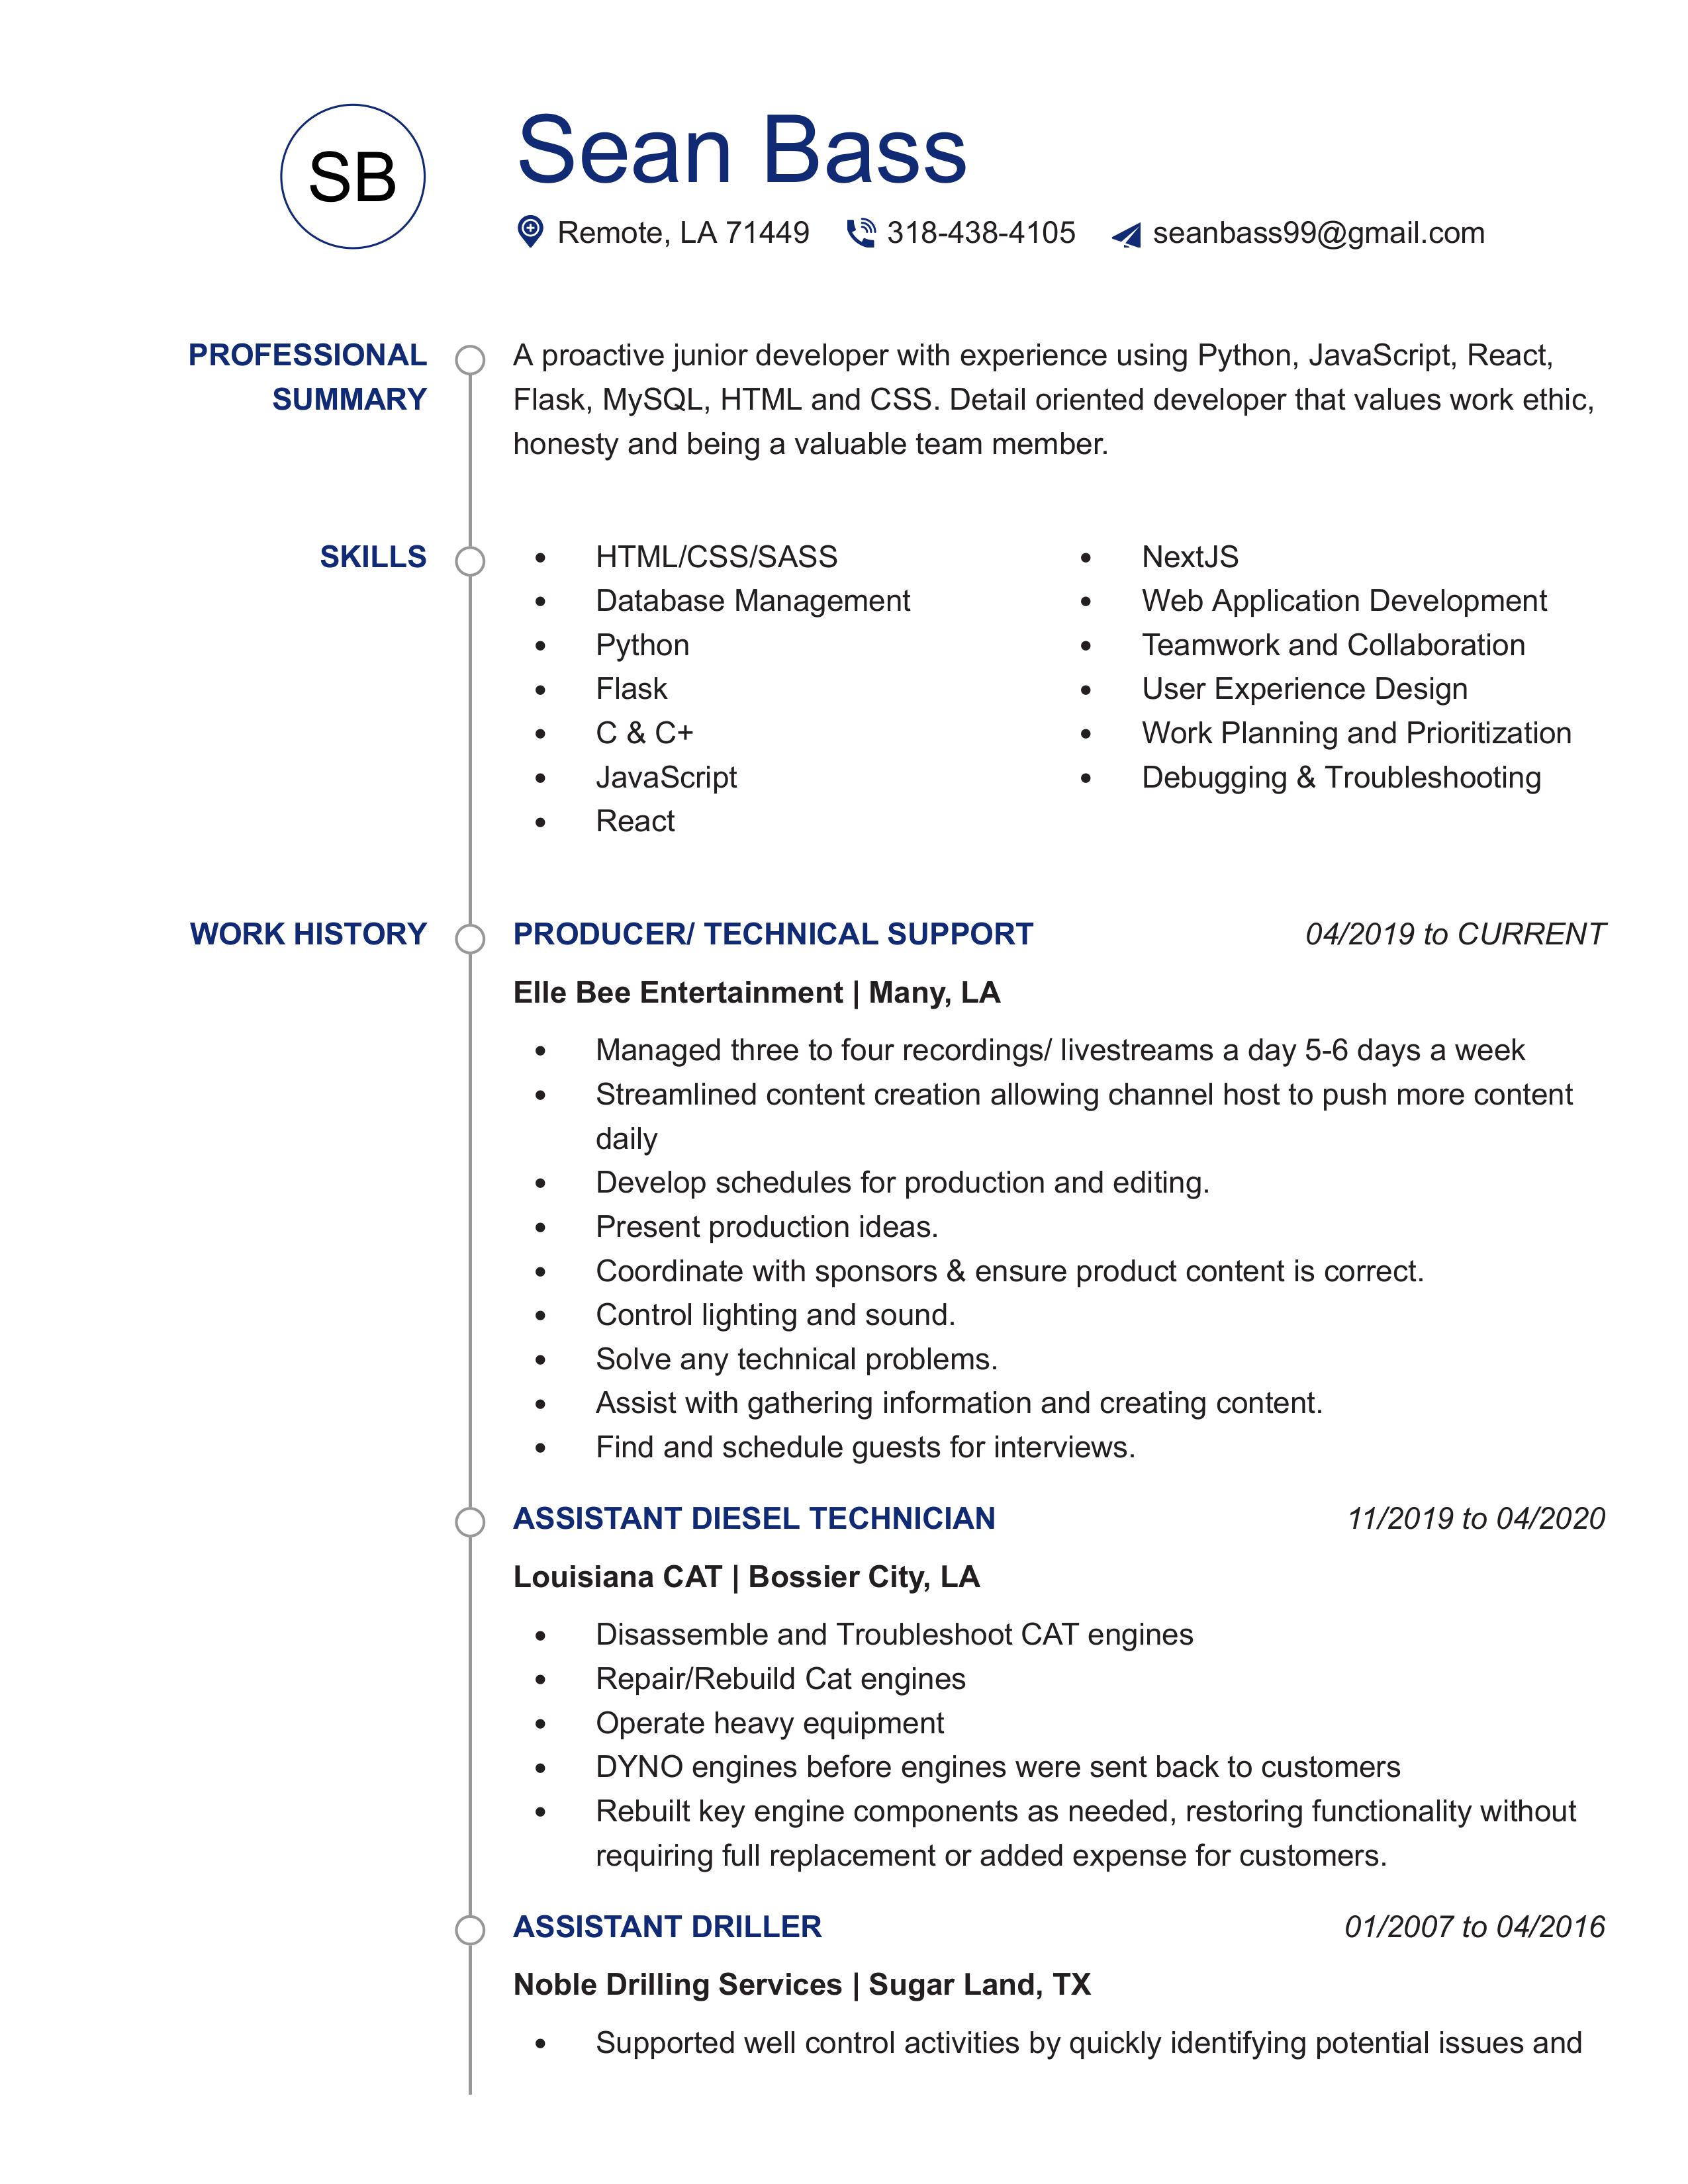 SB
Sean Bass
Remote, LA 71449 318-438-4105 seanbass99@gmail.com
PROFESSIONAL
SUMMARY
A proactive junior developer with experience using Python, JavaScript, React,
Flask, MySQL, HTML and CSS. Detail oriented developer that values work ethic,
honesty and being a valuable team member.
SKILLS
HTML/CSS/SASS
Database Management
Python
Flask
C & C+
JavaScript
React
NextJS
Web Application Development
Teamwork and Collaboration
User Experience Design
Work Planning and Prioritization
Debugging & Troubleshooting
WORK HISTORY
PRODUCER/ TECHNICAL SUPPORT 04/2019 to CURRENT
Elle Bee Entertainment | Many, LA
Managed three to four recordings/ livestreams a day 5-6 days a week
Streamlined content creation allowing channel host to push more content
daily
Develop schedules for production and editing.
Present production ideas.
Coordinate with sponsors & ensure product content is correct.
Control lighting and sound.
Solve any technical problems.
Assist with gathering information and creating content.
Find and schedule guests for interviews.
ASSISTANT DIESEL TECHNICIAN 11/2019 to 04/2020
Louisiana CAT | Bossier City, LA
Disassemble and Troubleshoot CAT engines
Repair/Rebuild Cat engines
Operate heavy equipment
DYNO engines before engines were sent back to customers
Rebuilt key engine components as needed, restoring functionality without
requiring full replacement or added expense for customers.
ASSISTANT DRILLER 01/2007 to 04/2016
Noble Drilling Services | Sugar Land, TX
Supported well control activities by quickly identifying potential issues and